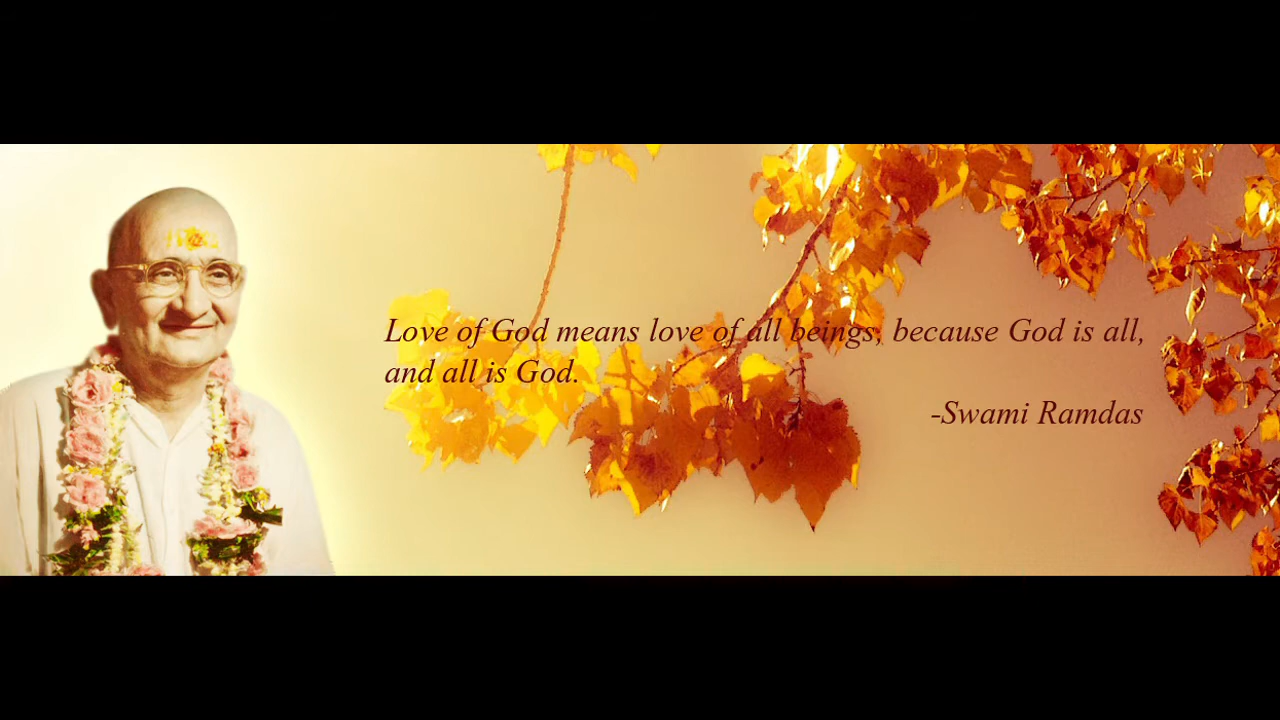 Love of God means love of all beings, because God is all,
and all is God.
-Swami Ramdas